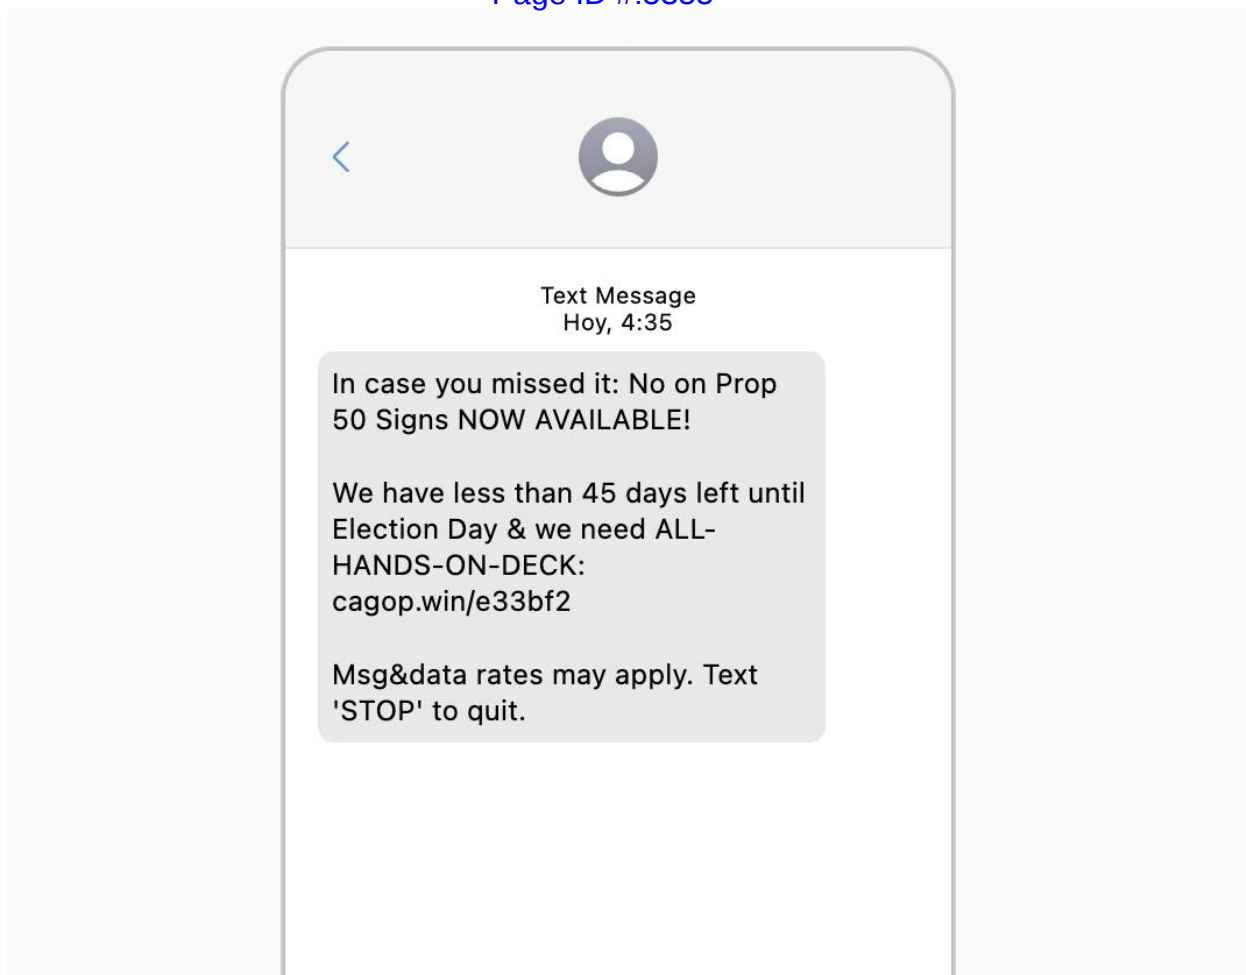 Text Message
Hoy, 4:35
In case you missed it: No on Prop
50 Signs NOW AVAILABLE!
We have less than 45 days left until
Election Day & we need ALL-
HANDS-ON-DECK:
cagop.win/e33bf2
Msg&data rates may apply. Text
'STOP' to quit.